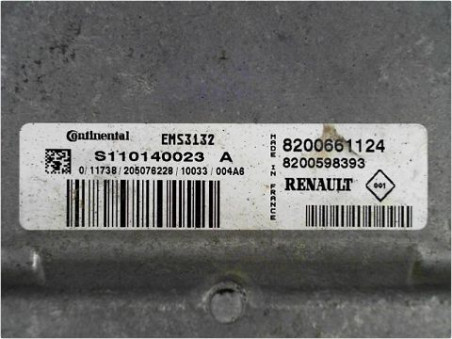 Continental EMS3132
S110140023 A
0/11738/205076228/10033/004A6
MADE IN FRANCE
8200661124
8200598393
RENAULT
001